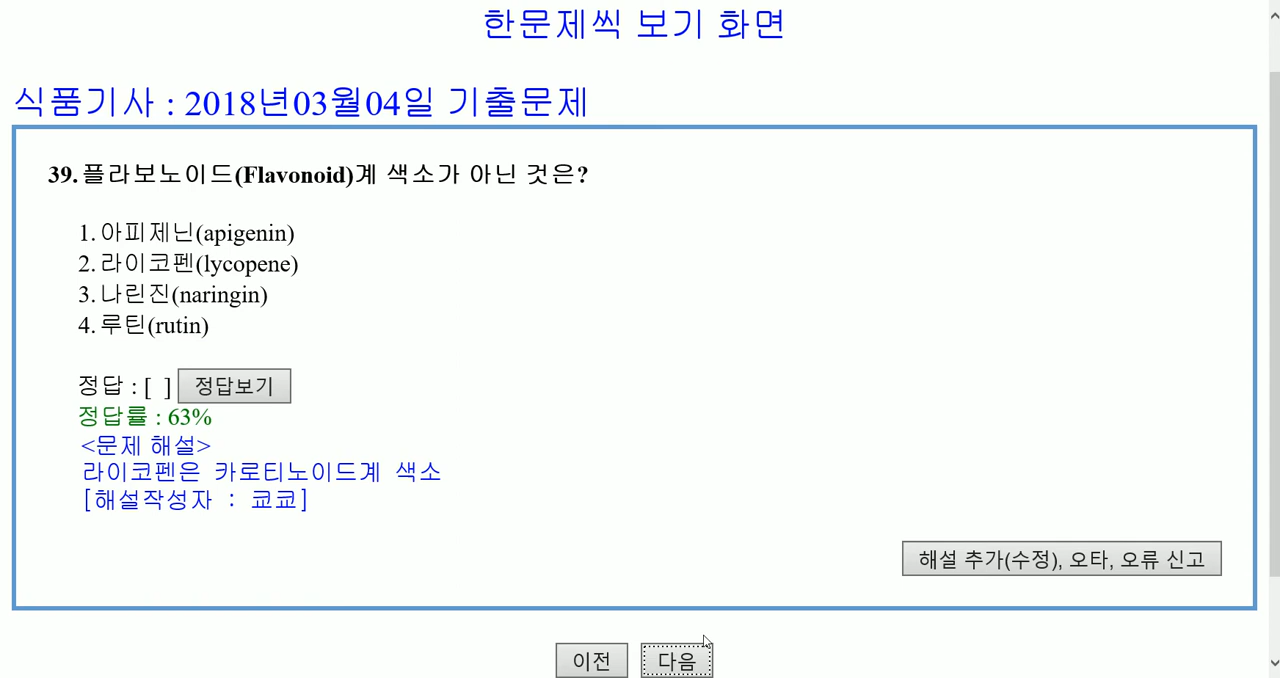 한문제씩 보기 화면
식품기사 : 2018년03월04일 기출문제
39. 플라보노이드(Flavonoid)계 색소가 아닌 것은?
1. 아피제닌(apigenin)
2. 라이코펜(lycopene)
3. 나린진(naringin)
4. 루틴(rutin)
정답 : [ ] 정답보기
정답률 : 63%
<문제 해설>
라이코펜은 카로티노이드계 색소
[해설작성자 : 쿄쿄]
해설 추가(수정), 오타, 오류 신고
이전 다음